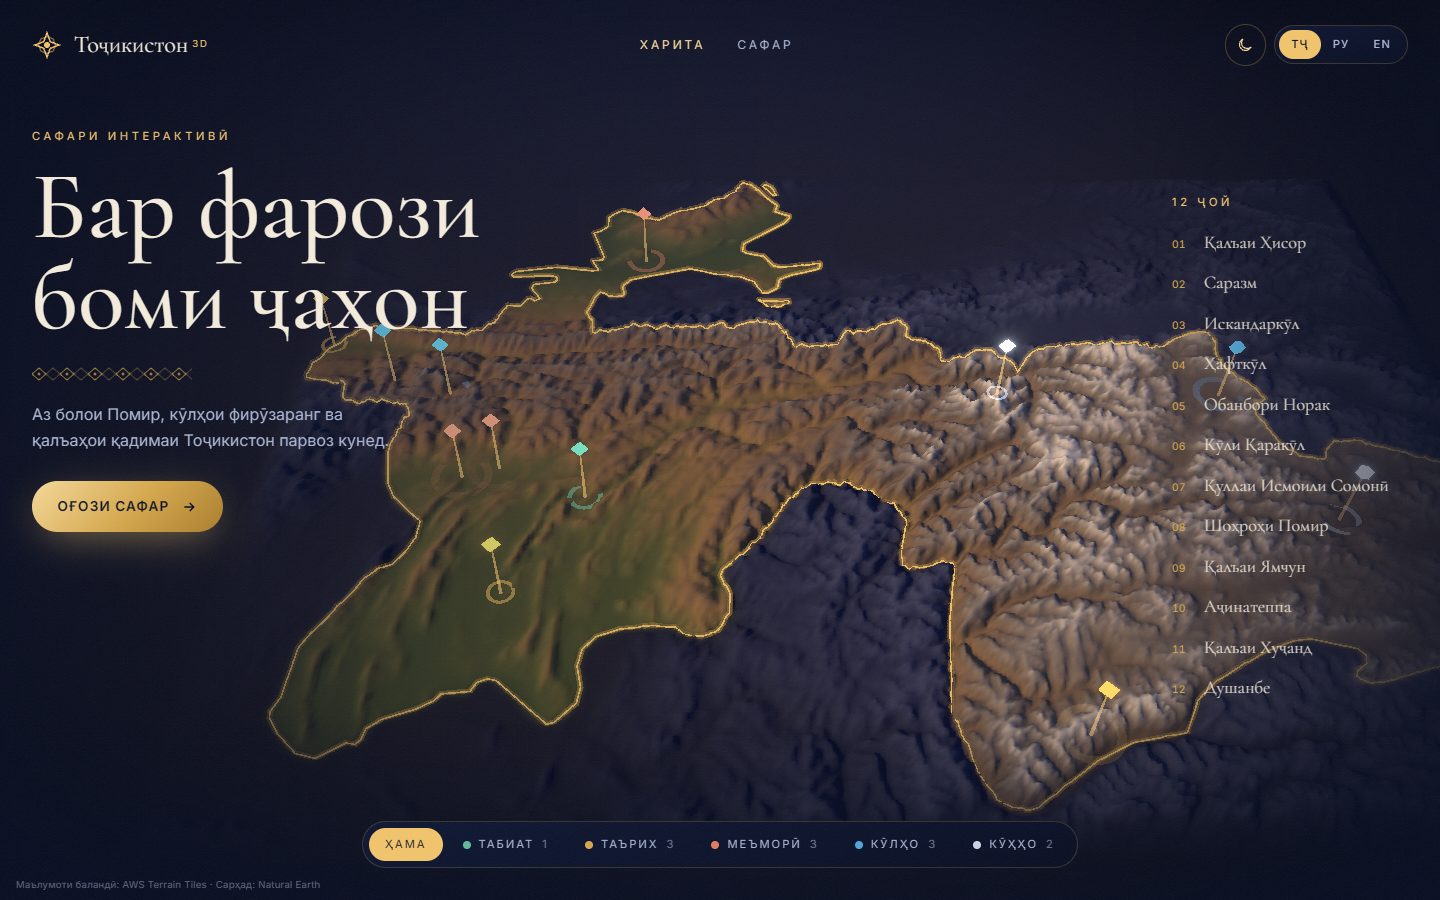 Тоҷикистон 3D
ХАРИТА САФАР
ТҶ РУ EN
САФАРИ ИНТЕРАКТИВӢ
Бар фарози
боми ҷаҳон
Аз болои Помир, кӯлҳои фирӯзаранг ва
қалъаҳои қадимаи Тоҷикистон парвоз кунед.
ОҒОЗИ САФАР →
12 ҶОЙ
01 Қалъаи Ҳисор
02 Саразм
03 Искандаркӯл
04 Ҳафткӯл
05 Обанбори Норак
06 Кӯли Қаракӯл
07 Қуллаи Исмоили Сомонӣ
08 Шоҳроҳи Помир
09 Қалъаи Ямчун
10 Аҷинатеппа
11 Қалъаи Хуҷанд
12 Душанбе
ҲАМА ТАБИАТ 1 ТАЪРИХ 3 МЕЪМОРӢ 3 КӮЛҲО 3 КӮҲҲО 2
Маълумоти баландӣ: AWS Terrain Tiles · Сарҳад: Natural Earth